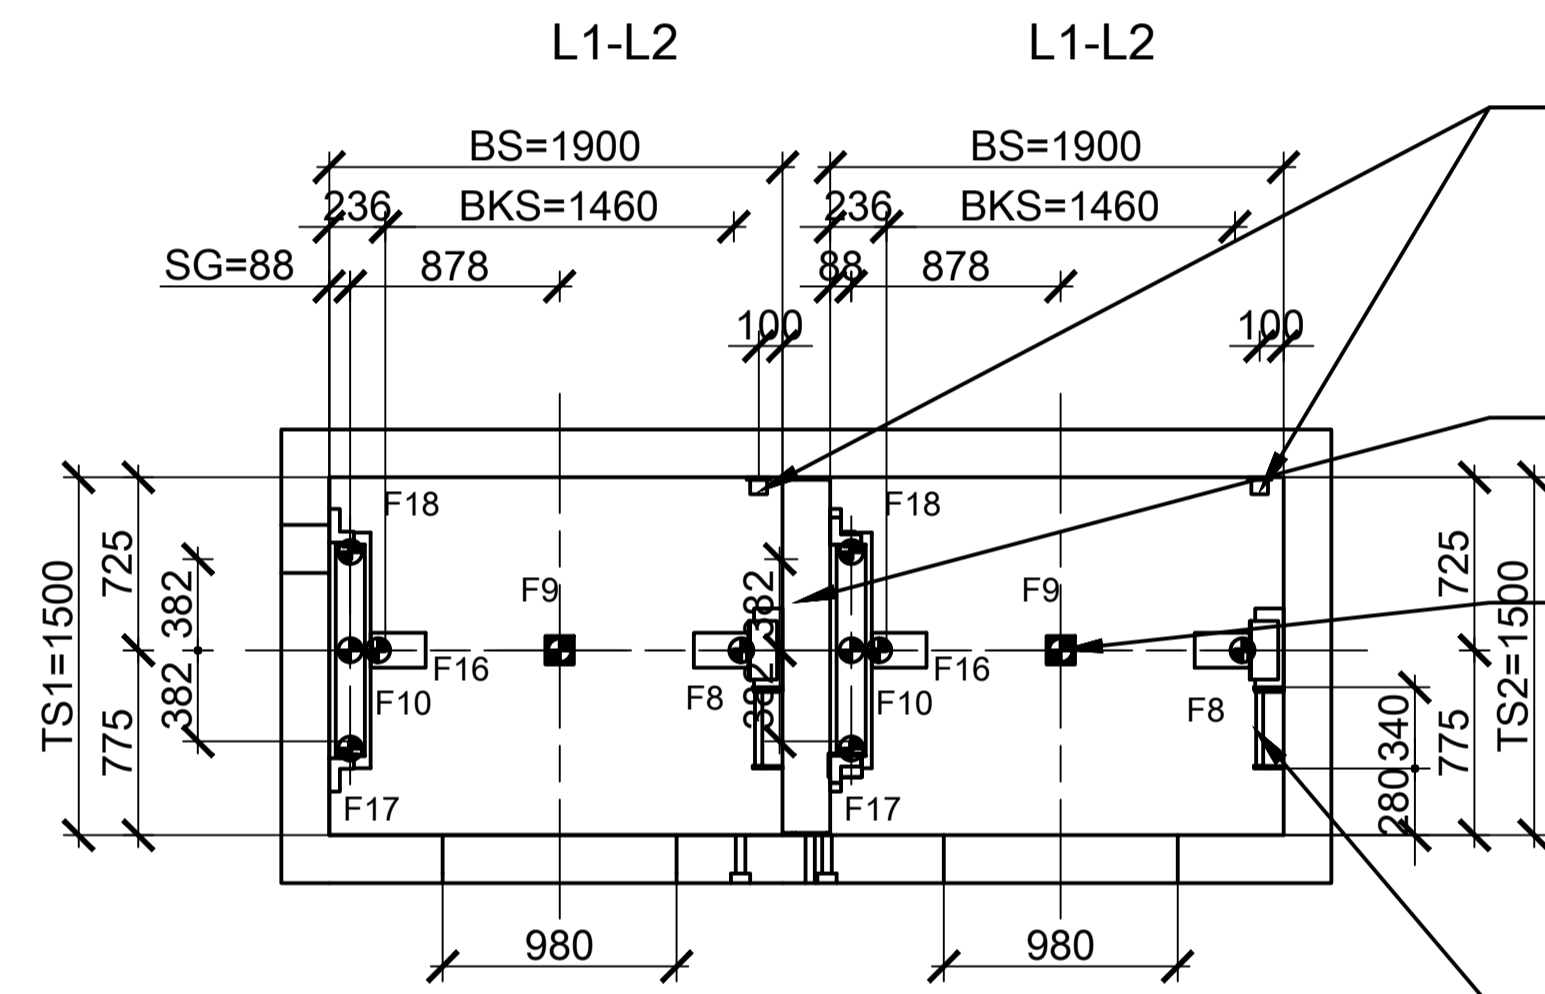 L1-L2 L1-L2
BS=1900 BS=1900
236 BKS=1460 236 BKS=1460
SG=88 878 88 878
100 100
F18 F18
TS1=1500 725 382 382 775
F9 F9
382 382
F16 F16
F10 F8 F10 F8
F17 F17
725 TS2=1500
340 775
280
980 980